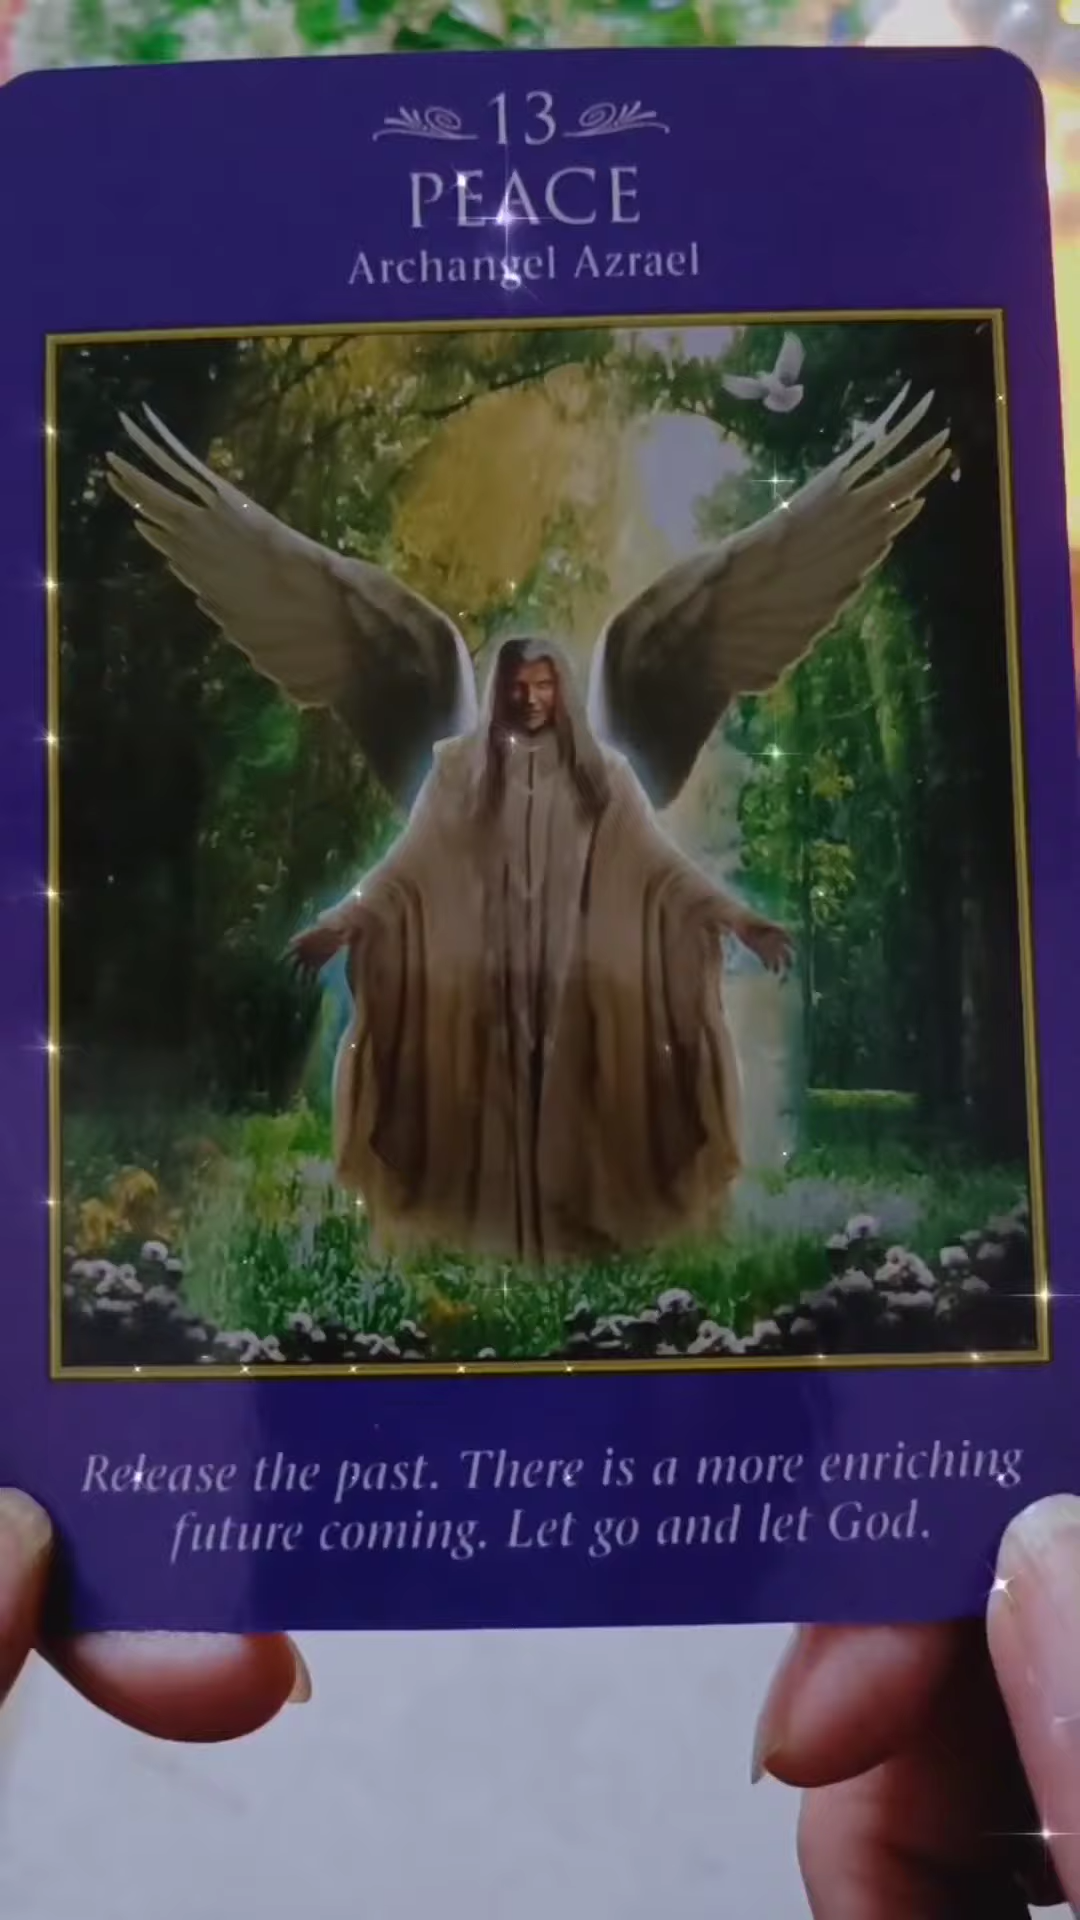 13
PEACE
Archangel Azrael
Release the past. There is a more enriching
future coming. Let go and let God.